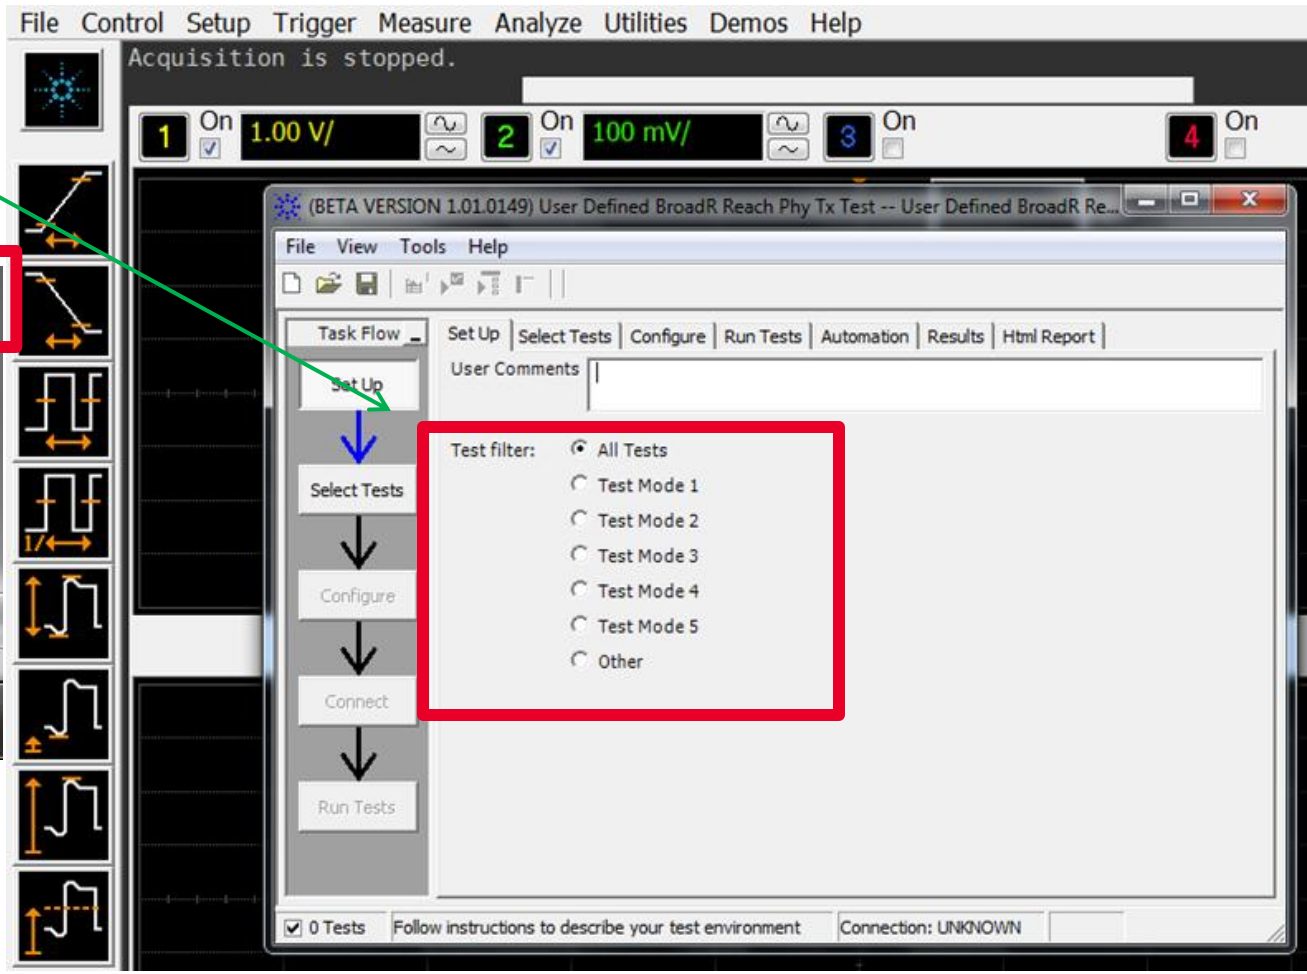 File Control Setup Trigger Measure Analyze Utilities Demos Help
Acquisition is stopped.
1 On 1.00 V/ 2 On 100 mV/ 3 On 4 On
(BETA VERSION 1.01.0149) User Defined BroadR Reach Phy Tx Test -- User Defined BroadR Re...
File View Tools Help
Task Flow
Set Up
Select Tests
Configure
Connect
Run Tests
Set Up Select Tests Configure Run Tests Automation Results Html Report
User Comments
Test filter:
All Tests
Test Mode 1
Test Mode 2
Test Mode 3
Test Mode 4
Test Mode 5
Other
1/
0 Tests Follow instructions to describe your test environment Connection: UNKNOWN